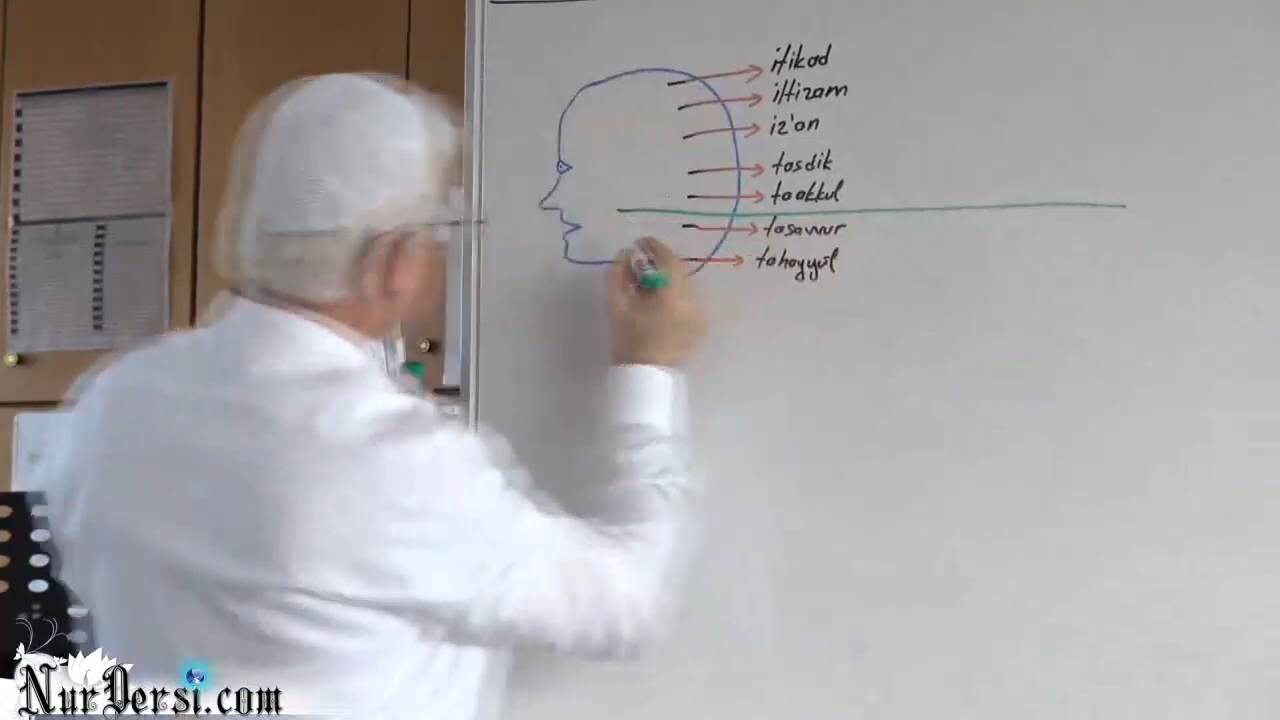 itikad
iltizam
iz'an
tasdik
taakkul
tasavvur
tahayyül
NurDersi.com